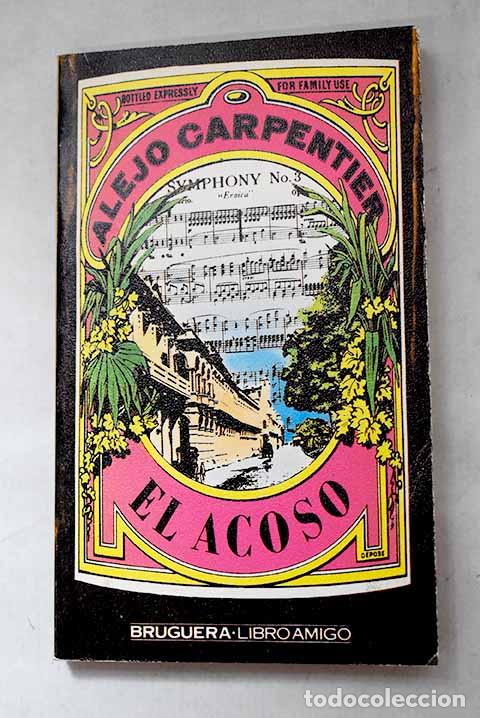 BOTTLED EXPRESSLY FOR FAMILY USE
ALEJO CARPENTIER
SYMPHONY No. 3
"Eroica"
EL ACOSO
DEPOSE
BRUGUERA·LIBRO AMIGO
todocoleccion
todocoleccion.net